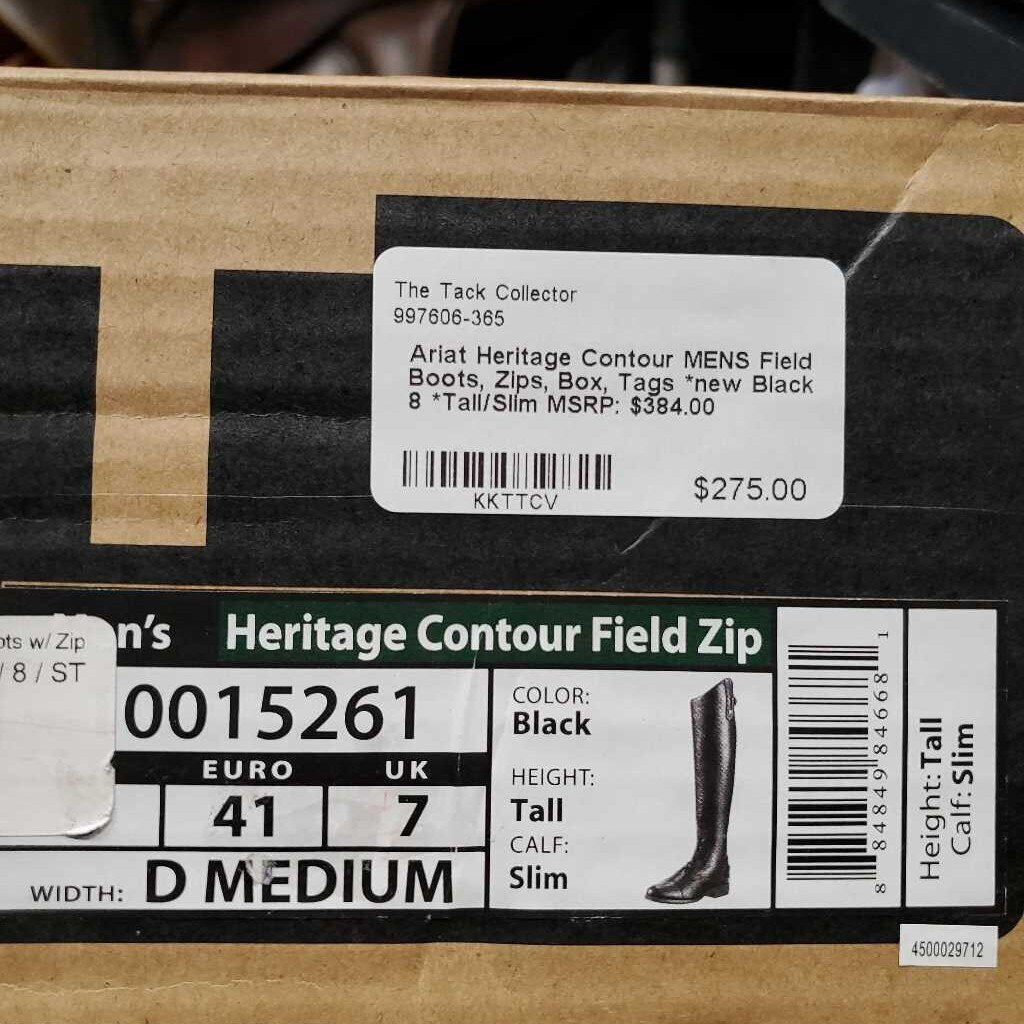 The Tack Collector
997606-365
Ariat Heritage Contour MENS Field
Boots, Zips, Box, Tags *new Black
8 *Tall/Slim MSRP: $384.00
KKTTCV
$275.00
n's
Heritage Contour Field Zip
w/ Zip
/ 8 / ST
0015261
EURO
UK
41
7
WIDTH: D MEDIUM
COLOR:
Black
HEIGHT:
Tall
CALF:
Slim
8 84849 84668 1
Height: Tall
Calf: Slim
4500029712